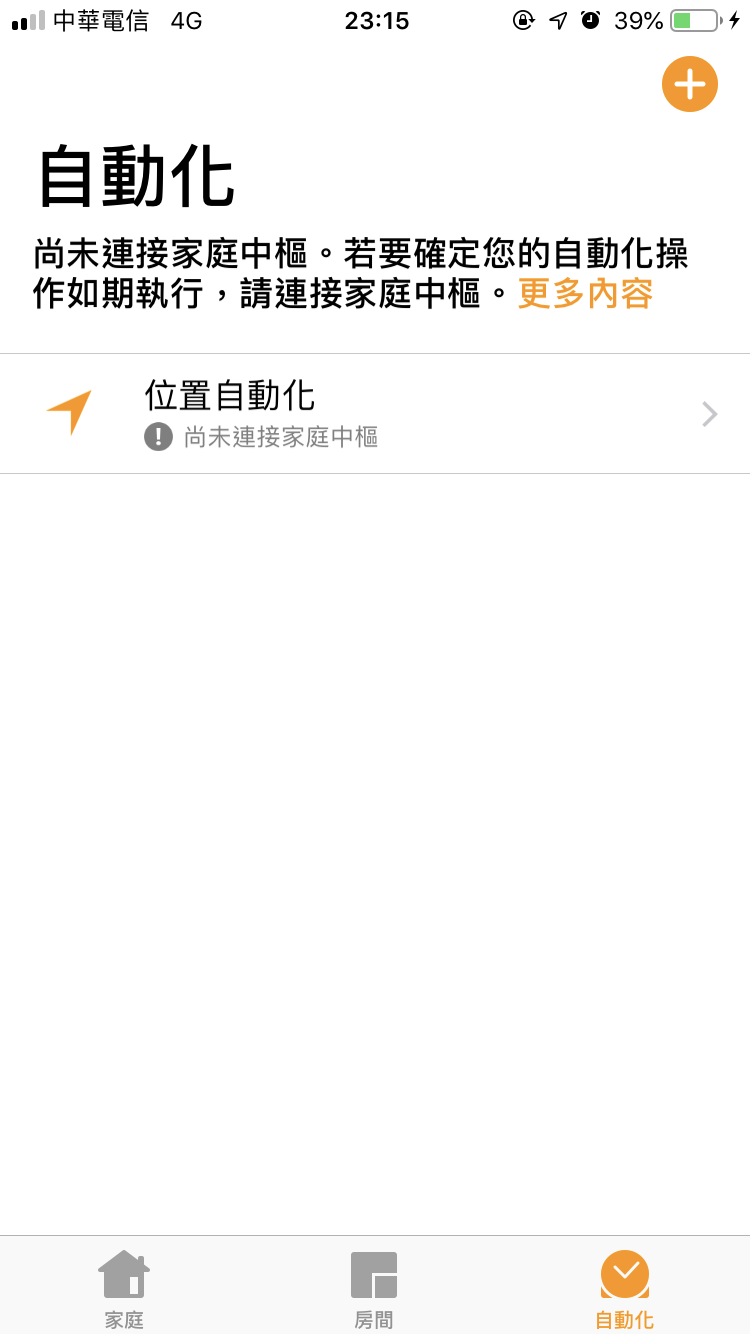 中華電信 4G 23:15 39%
自動化
尚未連接家庭中樞。若要確定您的自動化操
作如期執行，請連接家庭中樞。更多內容
位置自動化
尚未連接家庭中樞
家庭 房間 自動化